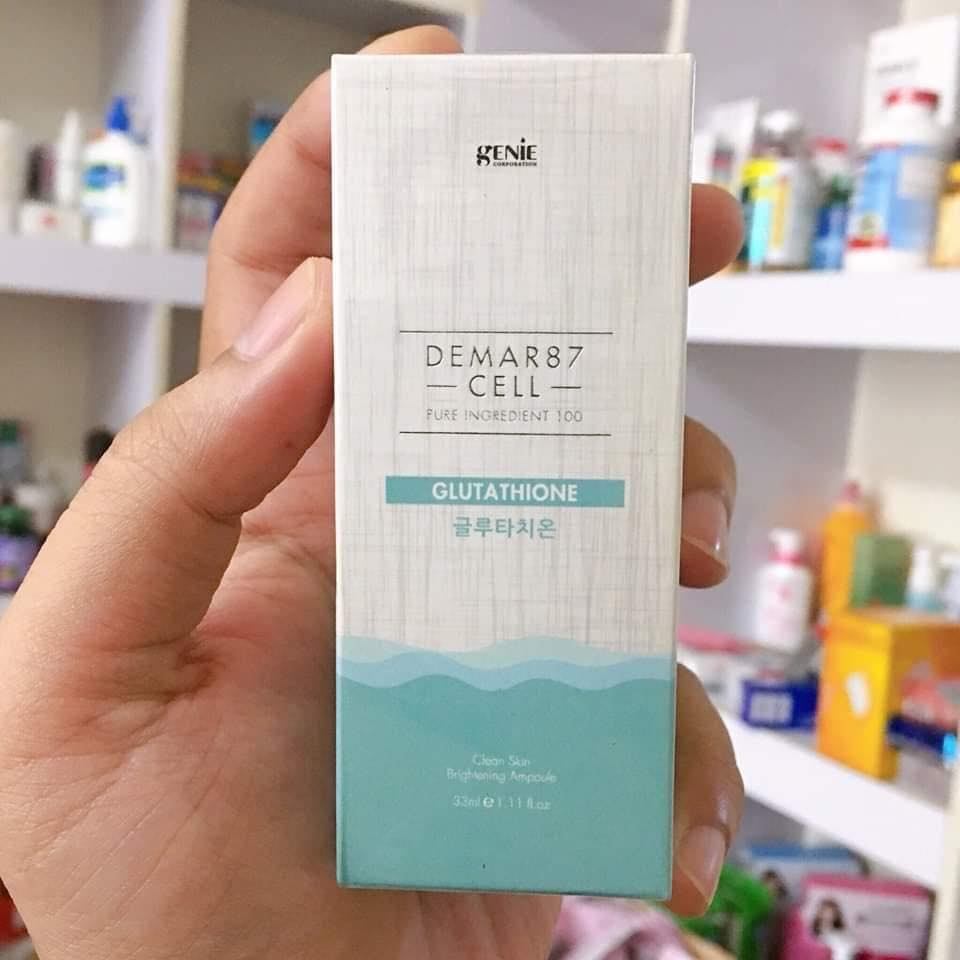 gENiE
CORPORATION
DEMAR87
CELL
PURE INGREDIENT 100
GLUTATHIONE
글루타치온
Clean Skin
Brightening Ampoule
33ml e 1.11 fl.oz